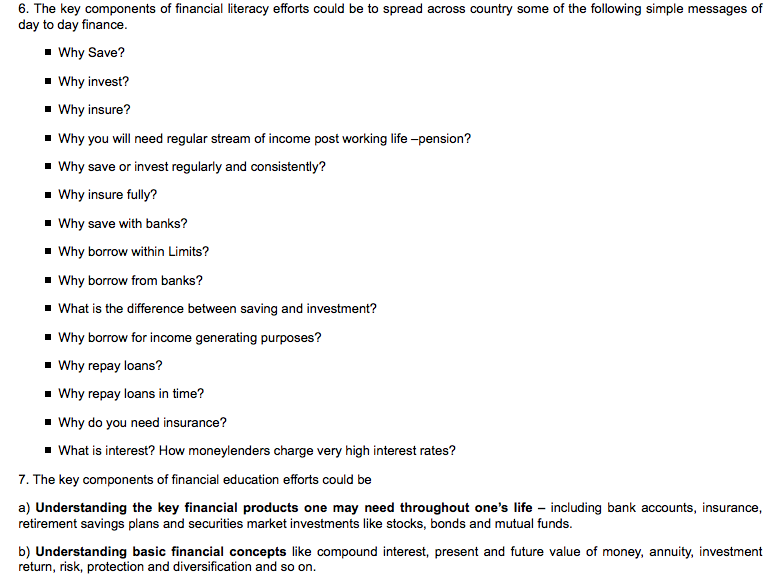 6. The key components of financial literacy efforts could be to spread across country some of the following simple messages of
day to day finance.
▪ Why Save?
▪ Why invest?
▪ Why insure?
▪ Why you will need regular stream of income post working life –pension?
▪ Why save or invest regularly and consistently?
▪ Why insure fully?
▪ Why save with banks?
▪ Why borrow within Limits?
▪ Why borrow from banks?
▪ What is the difference between saving and investment?
▪ Why borrow for income generating purposes?
▪ Why repay loans?
▪ Why repay loans in time?
▪ Why do you need insurance?
▪ What is interest? How moneylenders charge very high interest rates?
7. The key components of financial education efforts could be
a) Understanding the key financial products one may need throughout one’s life – including bank accounts, insurance,
retirement savings plans and securities market investments like stocks, bonds and mutual funds.
b) Understanding basic financial concepts like compound interest, present and future value of money, annuity, investment
return, risk, protection and diversification and so on.